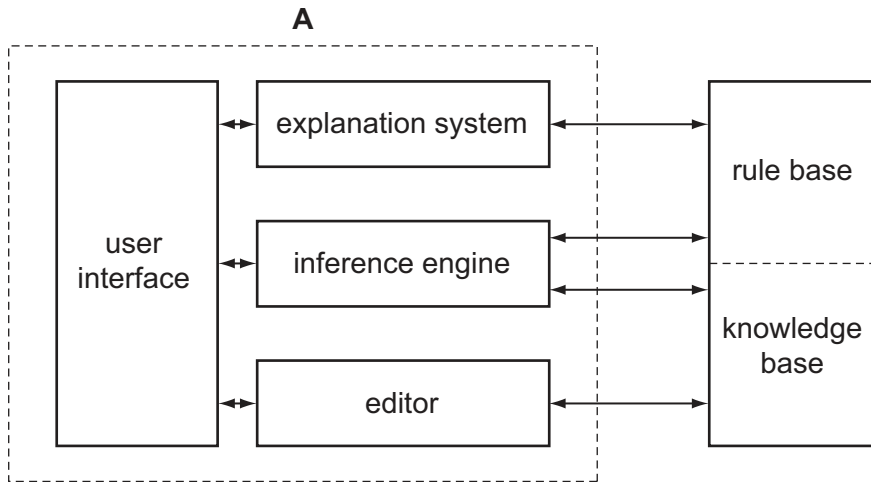 A
explanation system
rule base
user
interface
inference engine
knowledge
base
editor